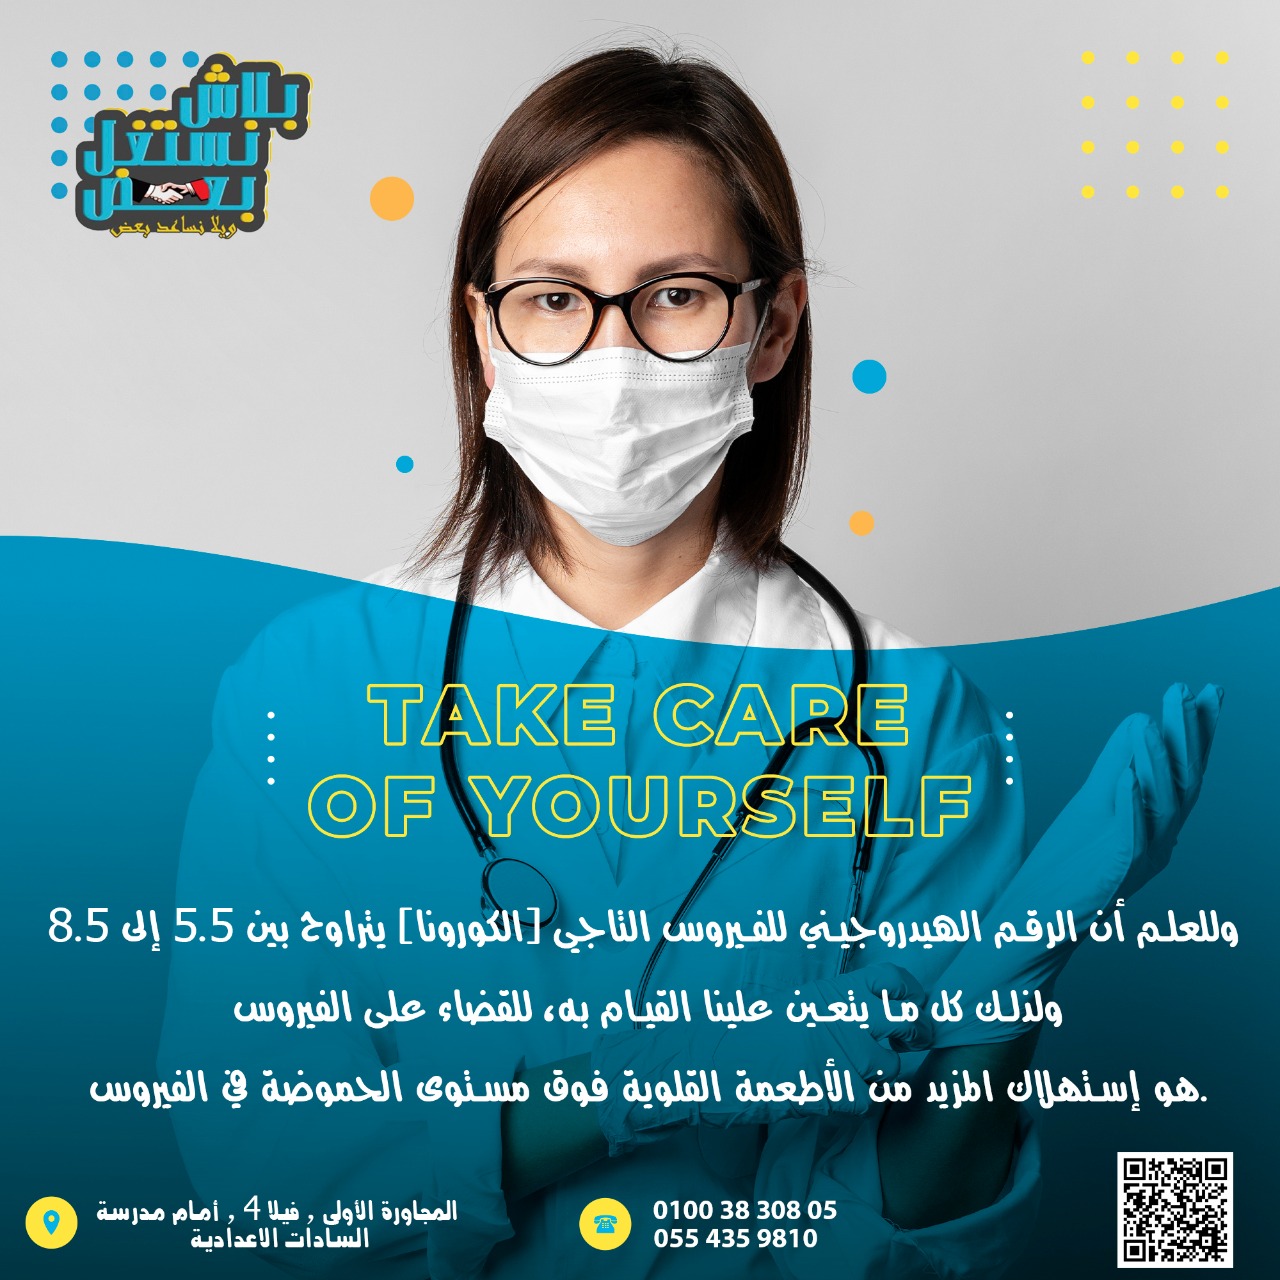 بلاش
نستغل
بعض
ويلا نساعد بعض
TAKE CARE
OF YOURSELF
وللعلم أن الرقم الهيدروجيني للفيروس التاجي [الكورونا] يتراوح بين 5.5 إلى 8.5
ولذلك كل ما يتعين علينا القيام به، للقضاء على الفيروس
هو إستهلاك المزيد من الأطعمة القلوية فوق مستوى الحموضة في الفيروس.
المجاورة الأولى , فيلا 4 , أمام مدرسة
السادات الاعدادية
0100 38 308 05
055 435 9810